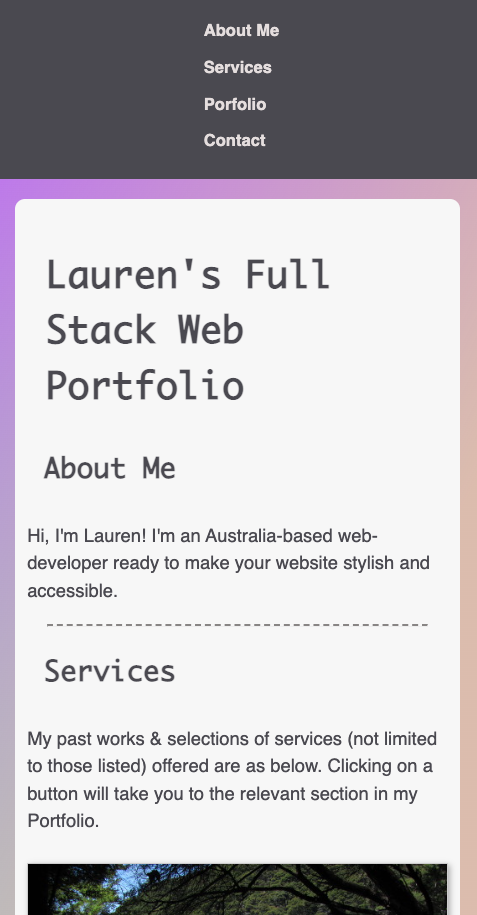 About Me
Services
Porfolio
Contact
Lauren's Full
Stack Web
Portfolio
About Me
Hi, I'm Lauren! I'm an Australia-based web-
developer ready to make your website stylish and
accessible.
Services
My past works & selections of services (not limited
to those listed) offered are as below. Clicking on a
button will take you to the relevant section in my
Portfolio.